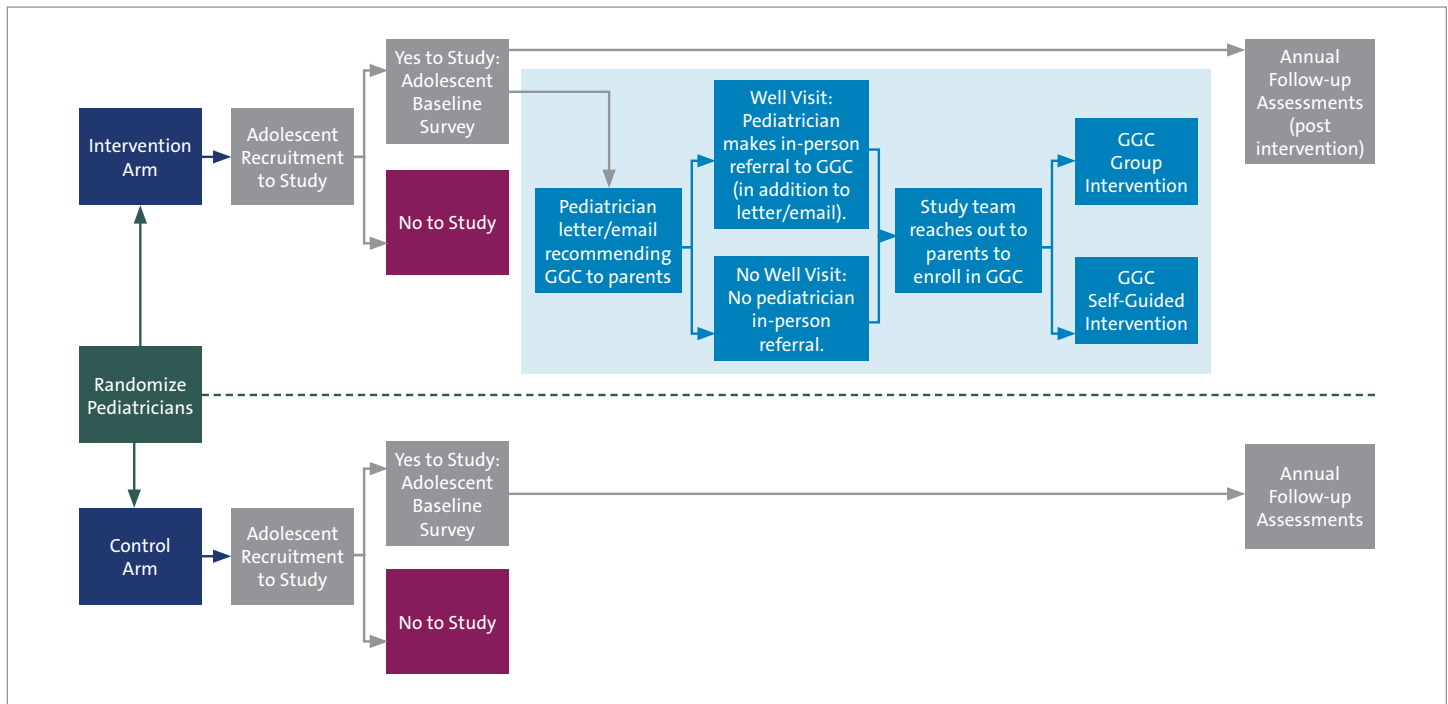 Intervention
Arm
Adolescent
Recruitment
to Study
Yes to Study:
Adolescent
Baseline
Survey
No to Study
Pediatrician
letter/email
recommending
GGC to parents
Well Visit:
Pediatrician
makes in-person
referral to GGC
(in addition to
letter/email).
No Well Visit:
No pediatrician
in-person
referral.
Study team
reaches out to
parents to
enroll in GGC
GGC
Group
Intervention
GGC
Self-Guided
Intervention
Annual
Follow-up
Assessments
(post
intervention)
Randomize
Pediatricians
Control
Arm
Adolescent
Recruitment
to Study
Yes to Study:
Adolescent
Baseline
Survey
No to Study
Annual
Follow-up
Assessments